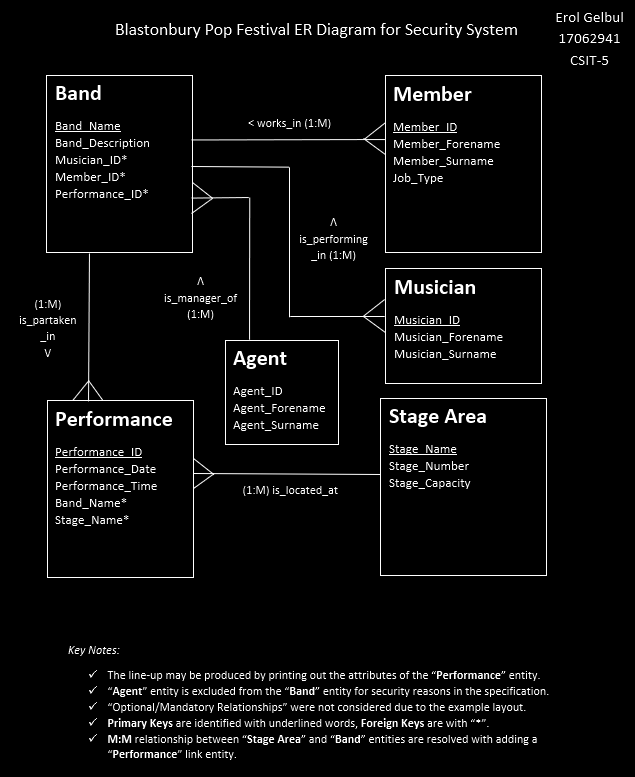 Blastonbury Pop Festival ER Diagram for Security System
Erol Gelbul
17062941
CSIT-5
Band
Band_Name
Band_Description
Musician_ID*
Member_ID*
Performance_ID*
< works_in (1:M)
Member
Member_ID
Member_Forename
Member_Surname
Job_Type
Λ
is_performing
_in (1:M)
Λ
is_manager_of
(1:M)
(1:M)
is_partaken
_in
V
Musician
Musician_ID
Musician_Forename
Musician_Surname
Agent
Agent_ID
Agent_Forename
Agent_Surname
Performance
Performance_ID
Performance_Date
Performance_Time
Band_Name*
Stage_Name*
(1:M) is_located_at
Stage Area
Stage_Name
Stage_Number
Stage_Capacity
Key Notes:
✓ The line-up may be produced by printing out the attributes of the “Performance” entity.
✓ “Agent” entity is excluded from the “Band” entity for security reasons in the specification.
✓ “Optional/Mandatory Relationships” were not considered due to the example layout.
✓ Primary Keys are identified with underlined words, Foreign Keys are with “*”.
✓ M:M relationship between “Stage Area” and “Band” entities are resolved with adding a
“Performance” link entity.